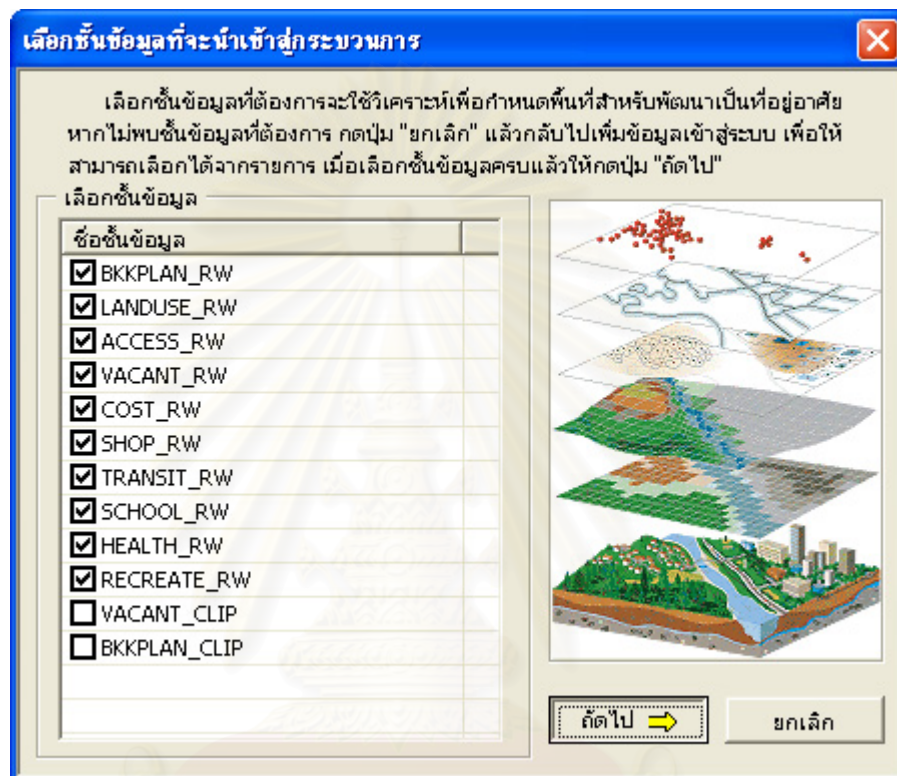 เลือกชั้นข้อมูลที่จะนำเข้าสู่กระบวนการ
เลือกชั้นข้อมูลที่ต้องการจะใช้วิเคราะห์เพื่อกำหนดพื้นที่สำหรับพัฒนาเป็นที่อยู่อาศัย
หากไม่พบชั้นข้อมูลที่ต้องการ กดปุ่ม "ยกเลิก" แล้วกลับไปเพิ่มข้อมูลเข้าสู่ระบบ เพื่อให้
สามารถเลือกได้จากรายการ เมื่อเลือกชั้นข้อมูลครบแล้วให้กดปุ่ม "ถัดไป"
เลือกชั้นข้อมูล
ชื่อชั้นข้อมูล
BKKPLAN_RW
LANDUSE_RW
ACCESS_RW
VACANT_RW
COST_RW
SHOP_RW
TRANSIT_RW
SCHOOL_RW
HEALTH_RW
RECREATE_RW
VACANT_CLIP
BKKPLAN_CLIP
ถัดไป
ยกเลิก